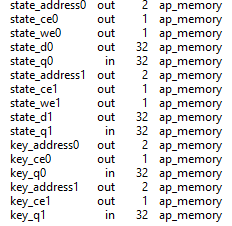 state_address0 out 2 ap_memory
state_ce0 out 1 ap_memory
state_we0 out 1 ap_memory
state_d0 out 32 ap_memory
state_q0 in 32 ap_memory
state_address1 out 2 ap_memory
state_ce1 out 1 ap_memory
state_we1 out 1 ap_memory
state_d1 out 32 ap_memory
state_q1 in 32 ap_memory
key_address0 out 2 ap_memory
key_ce0 out 1 ap_memory
key_q0 in 32 ap_memory
key_address1 out 2 ap_memory
key_ce1 out 1 ap_memory
key_q1 in 32 ap_memory